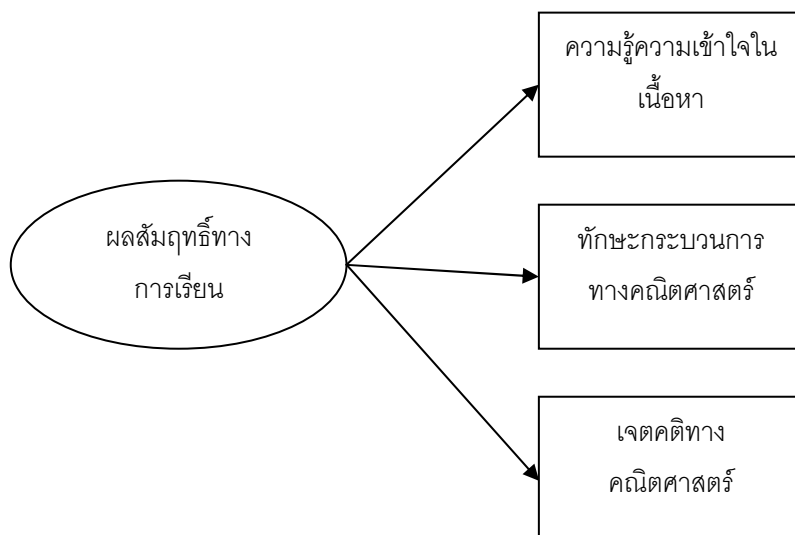 ความรู้ความเข้าใจใน
เนื้อหา
ผลสัมฤทธิ์ทาง
การเรียน
ทักษะกระบวนการ
ทางคณิตศาสตร์
เจตคติทาง
คณิตศาสตร์